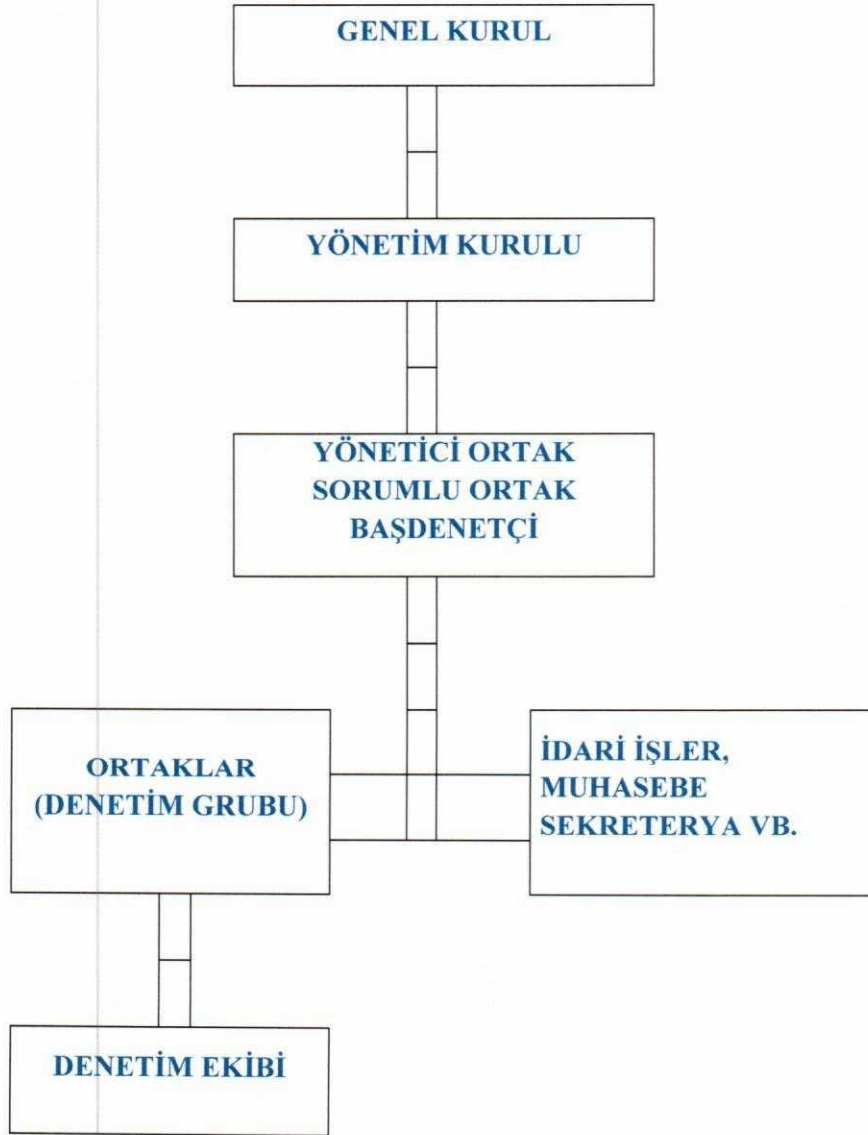 GENEL KURUL
YÖNETİM KURULU
YÖNETİCİ ORTAK
SORUMLU ORTAK
BAŞDENETÇİ
ORTAKLAR
(DENETİM GRUBU)
İDARİ İŞLER,
MUHASEBE
SEKRETERYA VB.
DENETİM EKİBİ